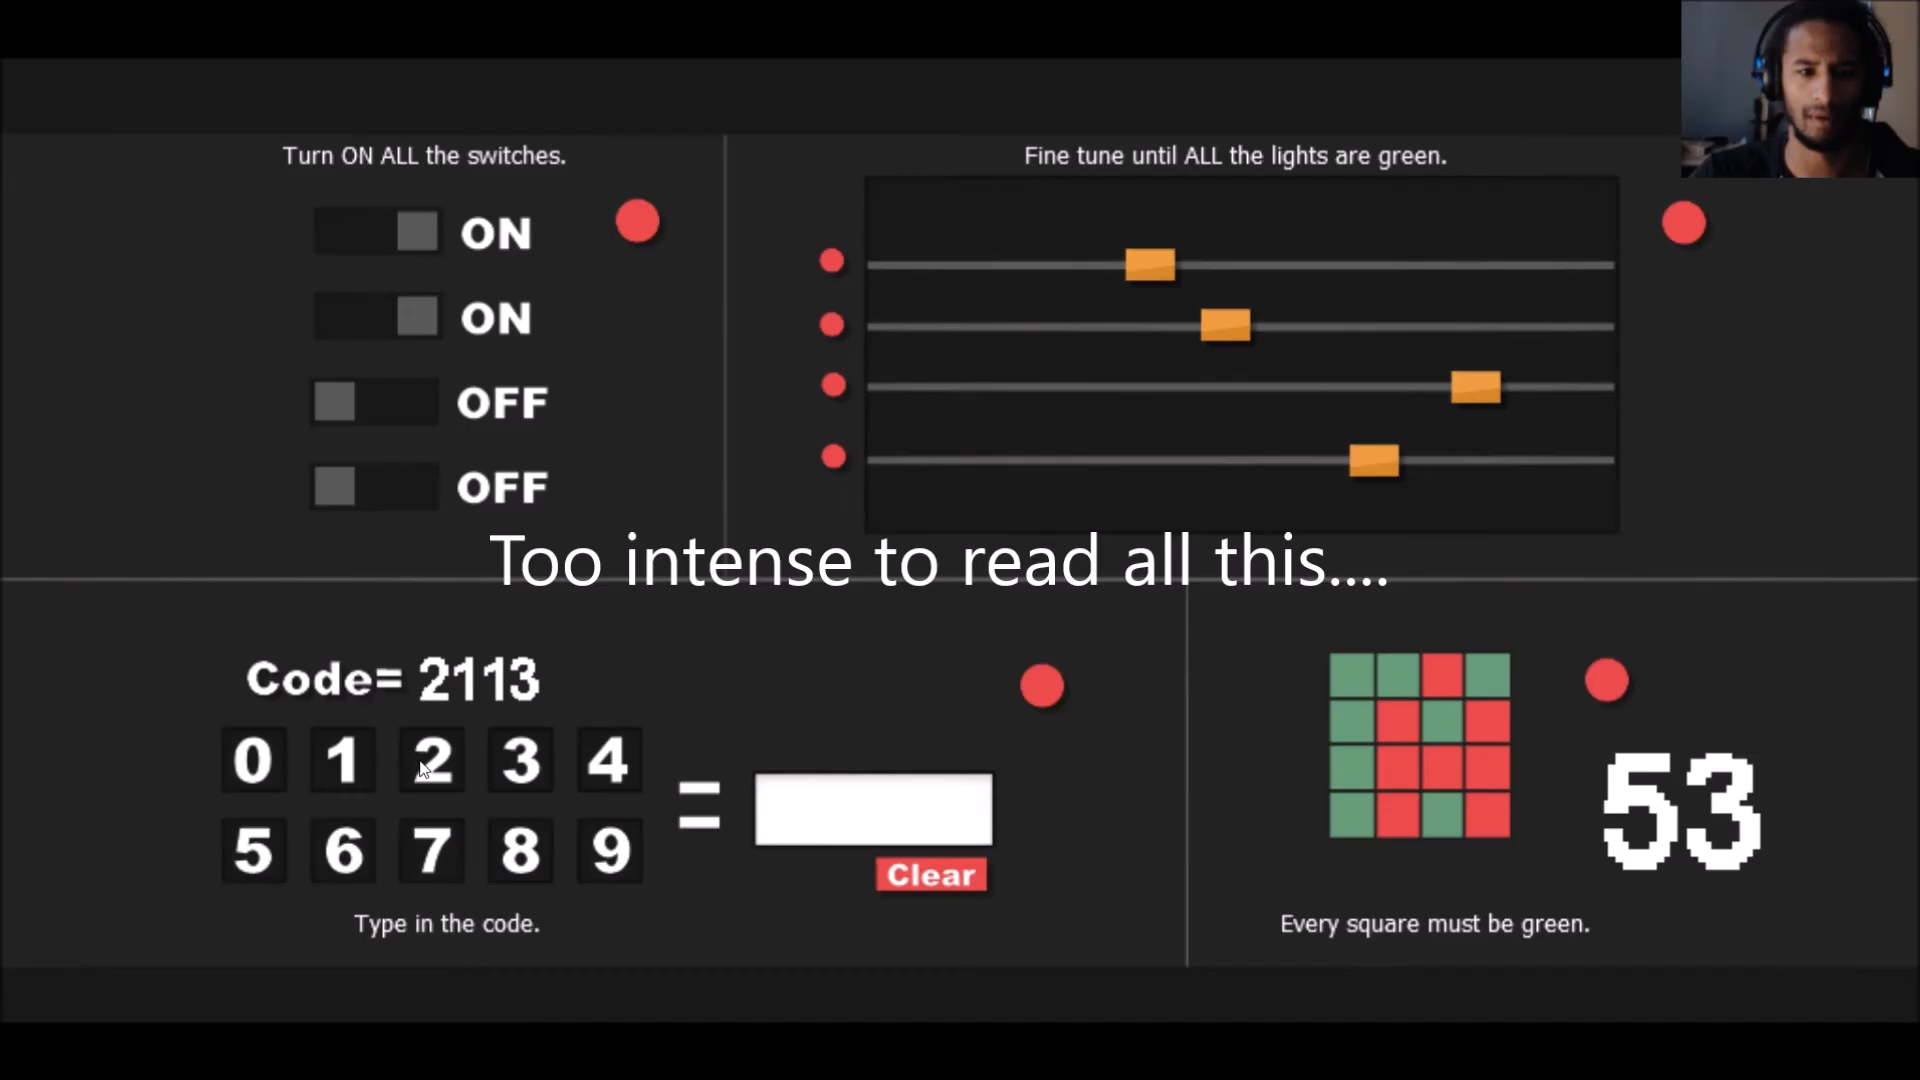 Turn ON ALL the switches.
ON
ON
OFF
OFF
Fine tune until ALL the lights are green.
Too intense to read all this....
Code= 2113
0 1 2 3 4
5 6 7 8 9
=
Clear
Type in the code.
53
Every square must be green.